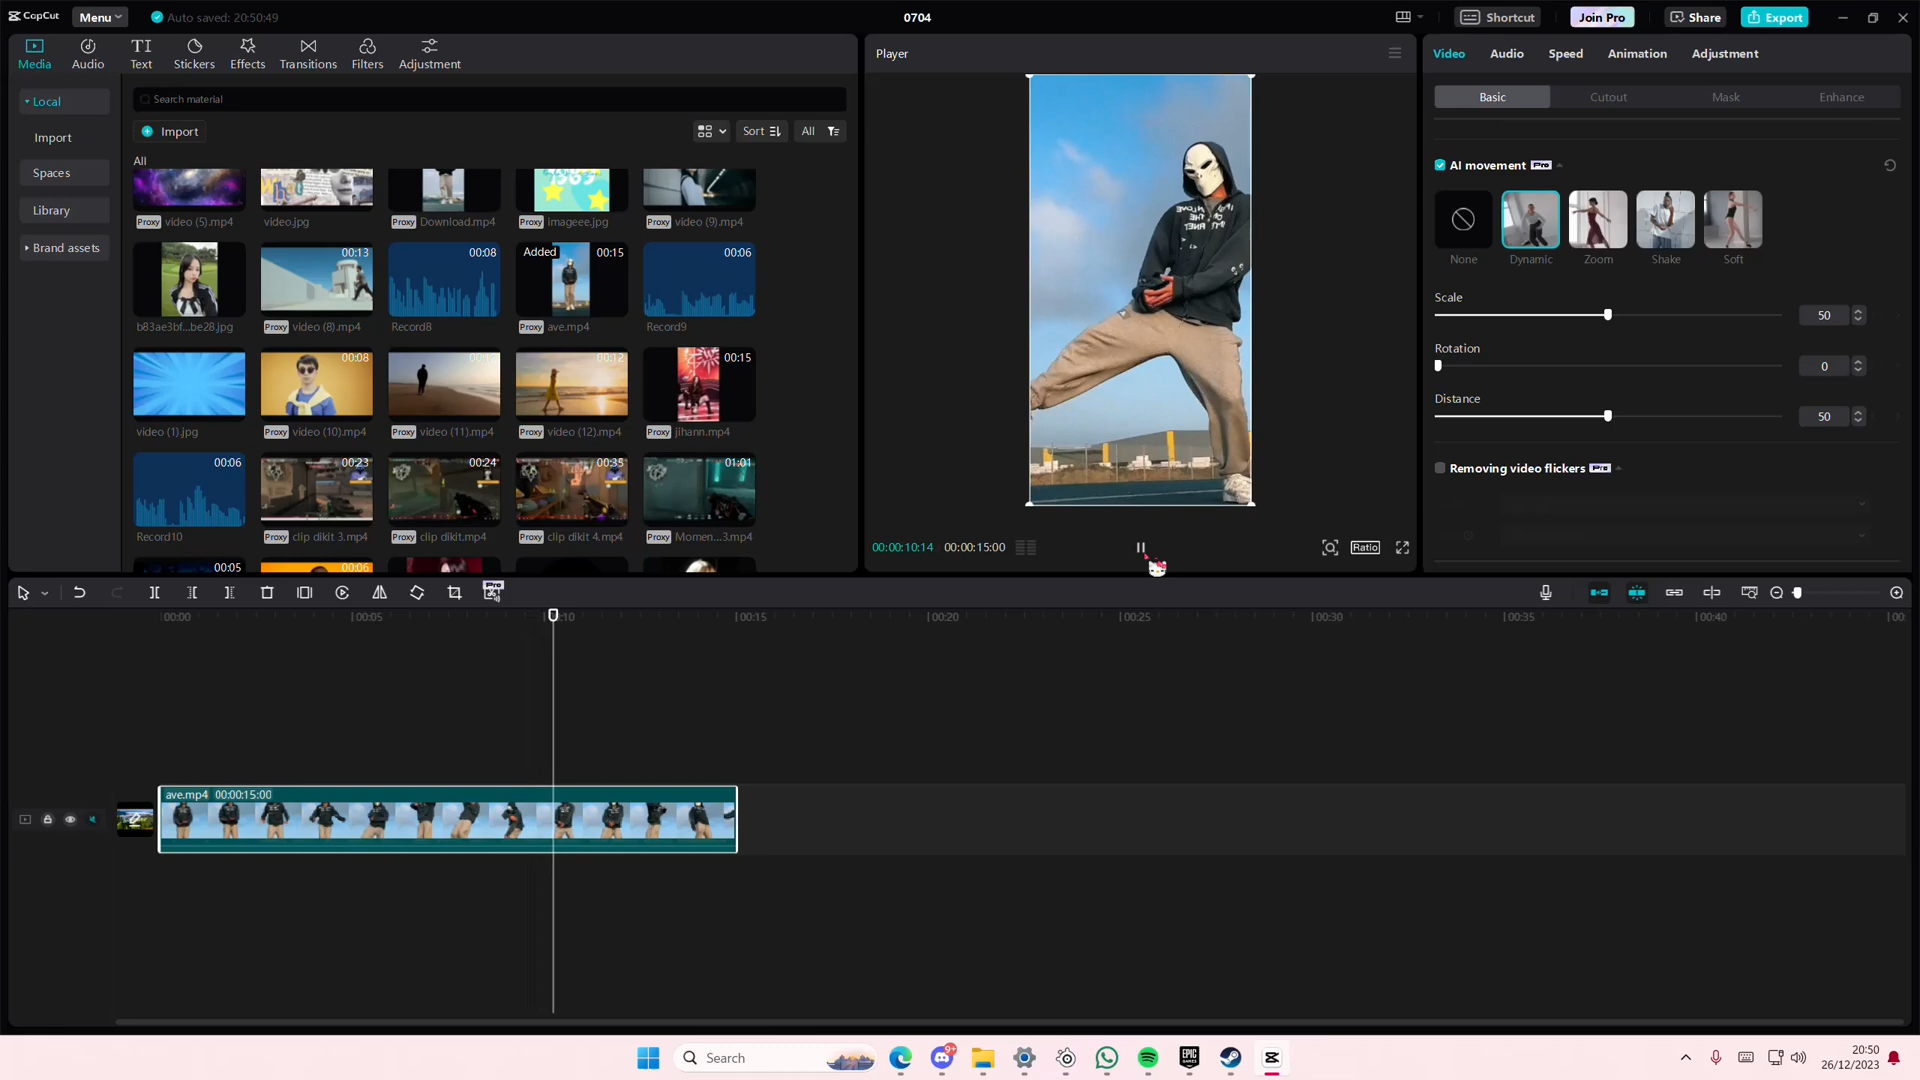 CapCut
Menu
Auto saved: 20:50:49
0704
Shortcut
Join Pro
Share
Export
Media
Audio
Text
Stickers
Effects
Transitions
Filters
Adjustment
Local
Import
Spaces
Library
Brand assets
Search material
Import
Sort
All
All
Proxy video (5).mp4
video.jpg
Proxy Download.mp4
Proxy imageee.jpg
Proxy video (9).mp4
b83ae3bf...be28.jpg
00:13
Proxy video (8).mp4
00:08
Record8
Added 00:15
Proxy ave.mp4
00:06
Record9
video (1).jpg
00:08
Proxy video (10).mp4
Proxy video (11).mp4
00:12
Proxy video (12).mp4
00:15
Proxy jihann.mp4
00:06
Record10
00:23
Proxy clip dikit 3.mp4
00:24
Proxy clip dikit.mp4
00:35
Proxy clip dikit 4.mp4
01:01
Proxy Momen...3.mp4
00:05
00:06
Player
00:00:10:14 00:00:15:00
Ratio
Video
Audio
Speed
Animation
Adjustment
Basic
Cutout
Mask
Enhance
AI movement Pro
None
Dynamic
Zoom
Shake
Soft
Scale
50
Rotation
0
Distance
50
Removing video flickers Pro
Pro
00:00
00:05
00:10
00:15
00:20
00:25
00:30
00:35
00:40
00:
ave.mp4 00:00:15:00
Search
9+
EPIC GAMES
20:50
26/12/2023